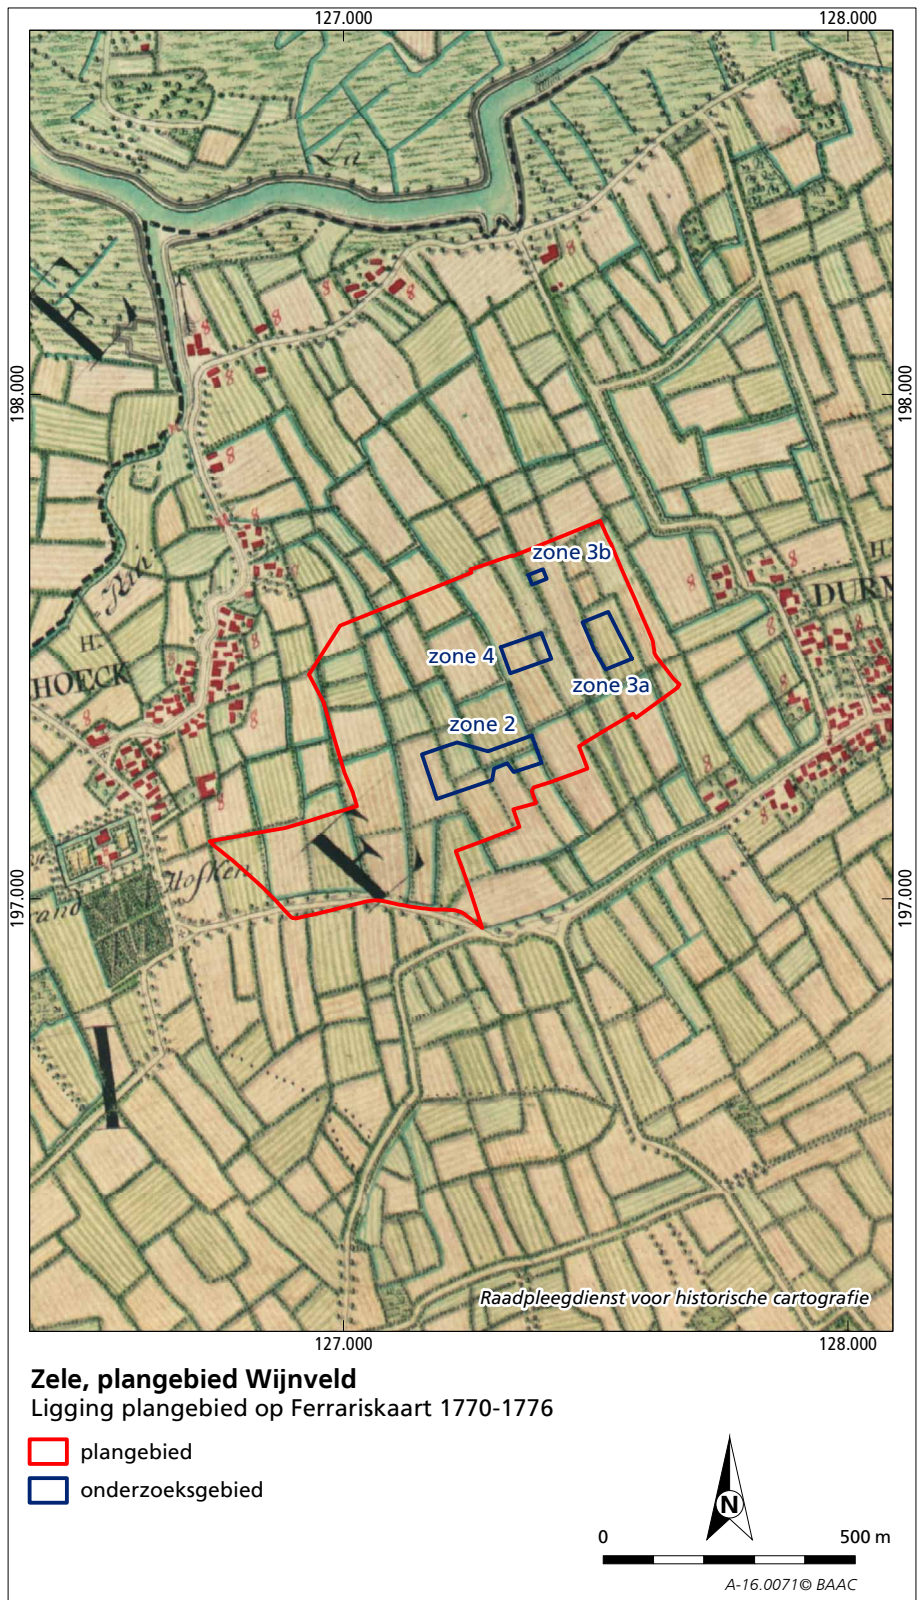 127.000
128.000
La
198.000
198.000
zone 3b
H.
DURM
zone 4
H.
HOECK
zone 3a
zone 2
E
Hofken
197.000
197.000
I
Raadpleegdienst voor historische cartografie
127.000
128.000
Zele, plangebied Wijnveld
Ligging plangebied op Ferrariskaart 1770-1776
plangebied
onderzoeksgebied
N
0
500 m
A-16.0071© BAAC